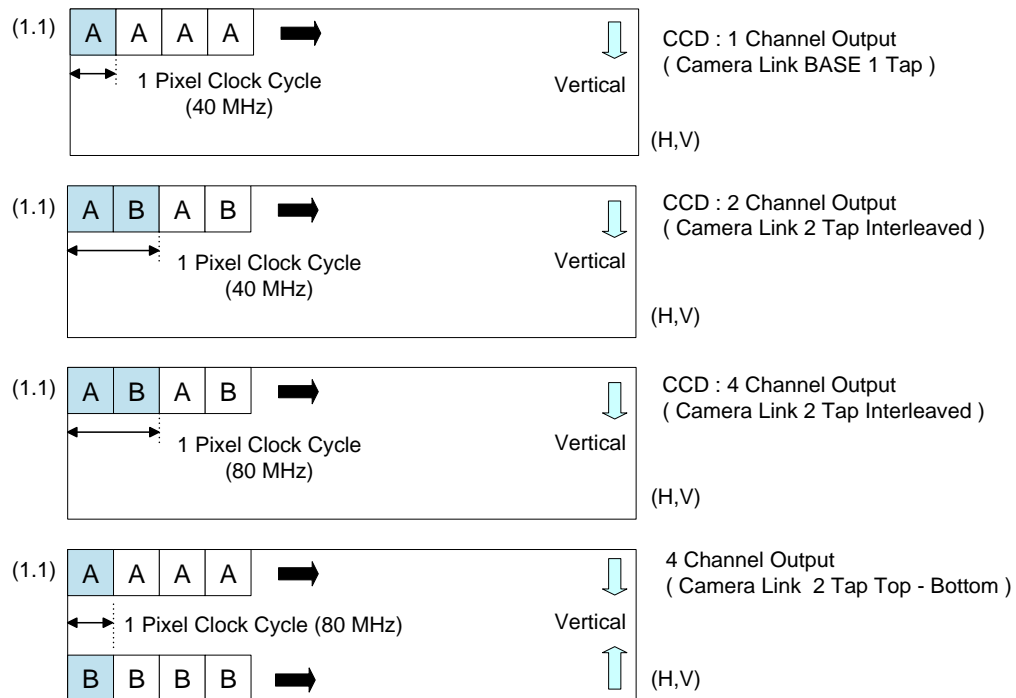 (1.1) A A A A
1 Pixel Clock Cycle
(40 MHz)
Vertical
CCD : 1 Channel Output
( Camera Link BASE 1 Tap )
(H,V)
(1.1) A B A B
1 Pixel Clock Cycle
(40 MHz)
Vertical
CCD : 2 Channel Output
( Camera Link 2 Tap Interleaved )
(H,V)
(1.1) A B A B
1 Pixel Clock Cycle
(80 MHz)
Vertical
CCD : 4 Channel Output
( Camera Link 2 Tap Interleaved )
(H,V)
(1.1) A A A A
1 Pixel Clock Cycle (80 MHz)
Vertical
4 Channel Output
( Camera Link 2 Tap Top - Bottom )
B B B B
(H,V)